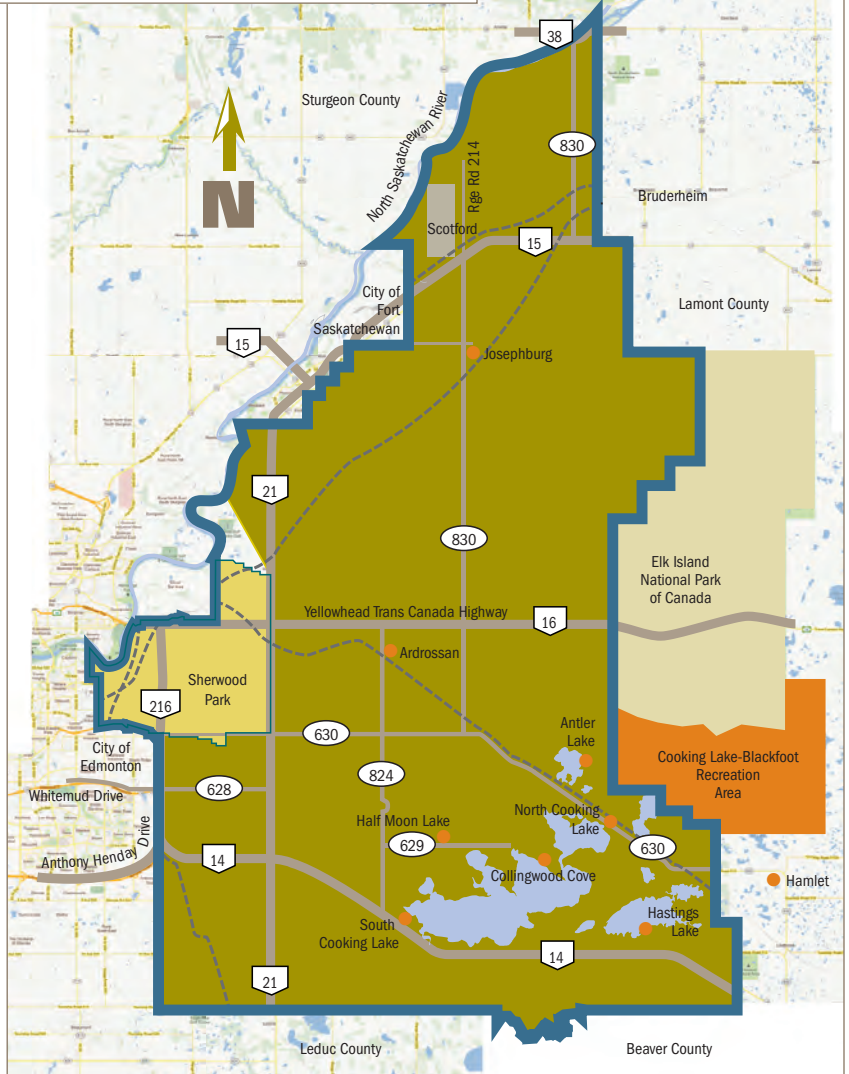 38
Sturgeon County
North Saskatchewan River
Rge Rd 214
830
N
Bruderheim
Scotford
15
City of
Fort
Saskatchewan
Lamont County
15
Josephburg
21
830
Elk Island
National Park
of Canada
Yellowhead Trans Canada Highway
16
Ardrossan
Sherwood
Park
216
Antler
Lake
630
City of
Edmonton
Cooking Lake-Blackfoot
Recreation
Area
824
628
Whitemud Drive
North Cooking
Lake
Half Moon Lake
629
630
Anthony Henday Drive
14
Collingwood Cove
Hamlet
South
Cooking Lake
Hastings
Lake
14
21
Leduc County
Beaver County